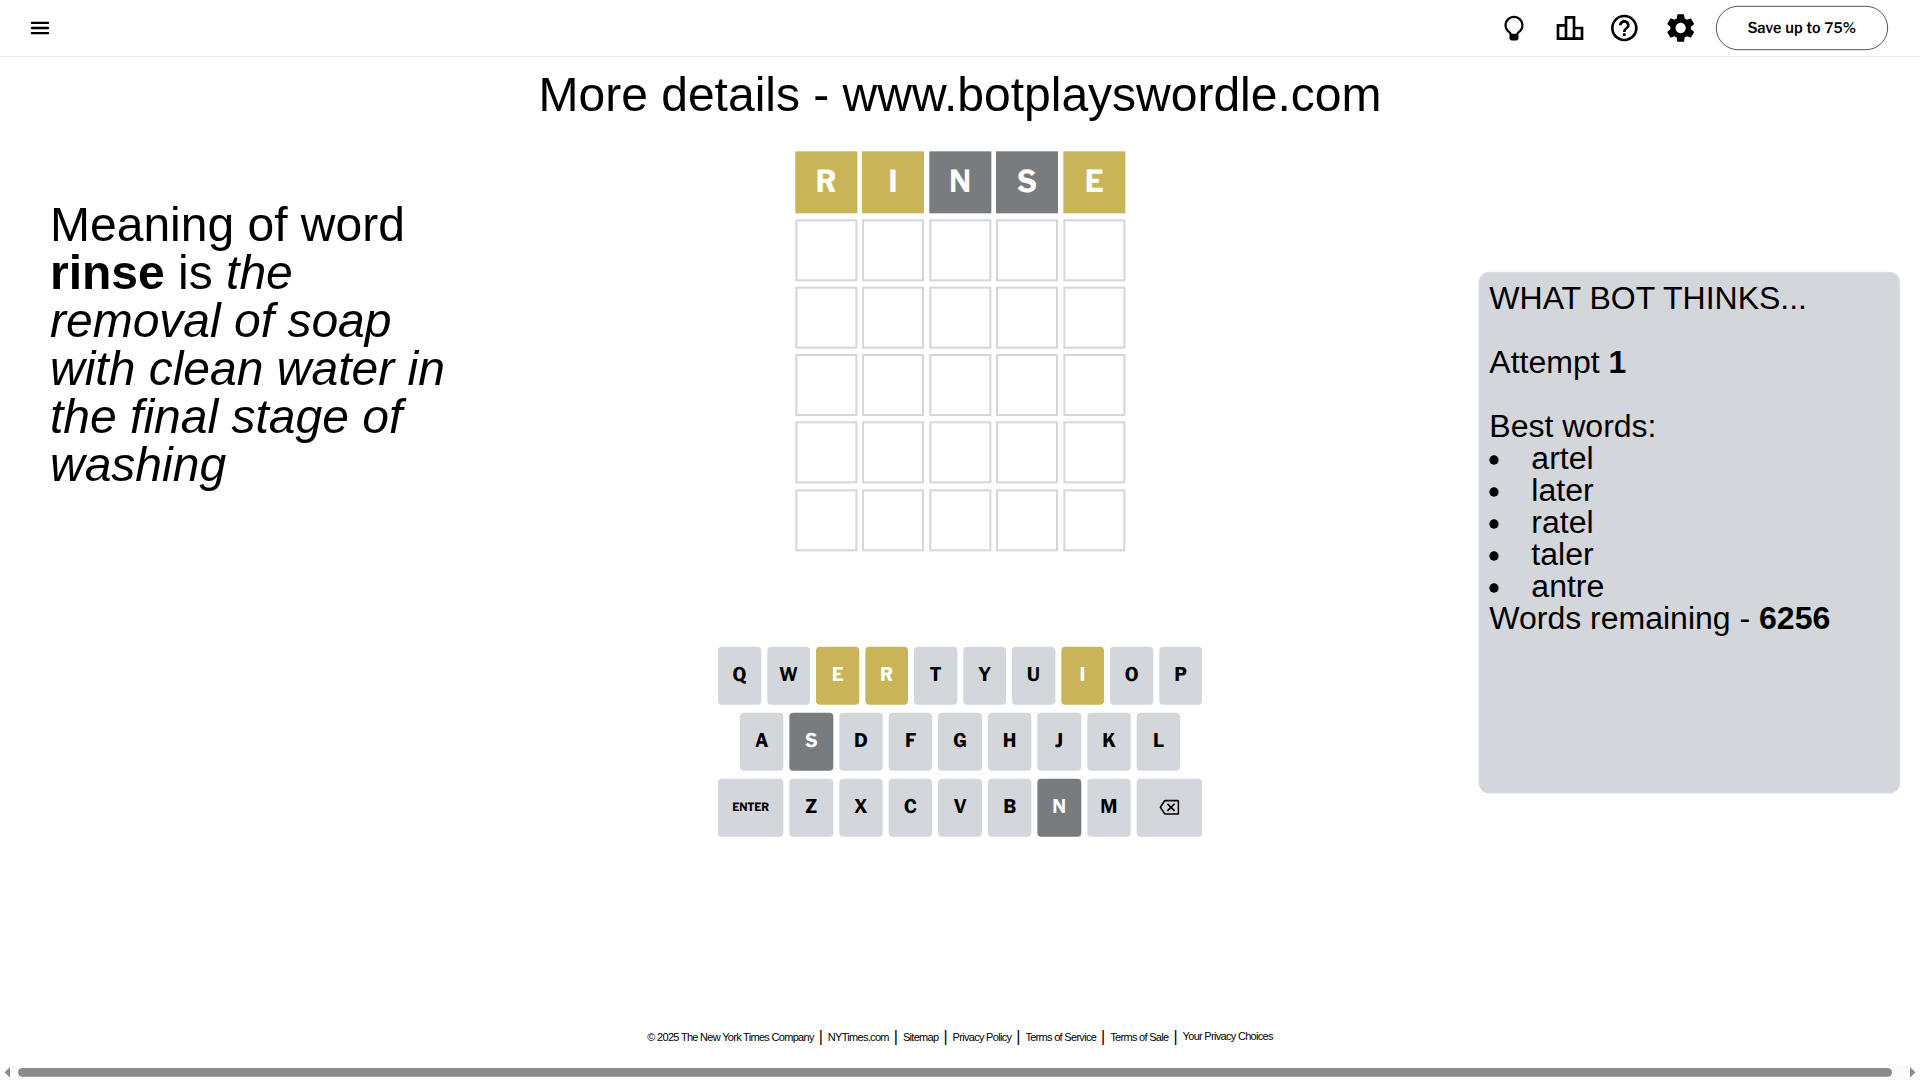 Save up to 75%
More details - www.botplayswordle.com
R I N S E
Meaning of word
rinse is the
removal of soap
with clean water in
the final stage of
washing
WHAT BOT THINKS...
Attempt 1
Best words:
• artel
• later
• ratel
• taler
• antre
Words remaining - 6256
Q W E R T Y U I O P
A S D F G H J K L
ENTER Z X C V B N M
© 2025 The New York Times Company | NYTimes.com | Sitemap | Privacy Policy | Terms of Service | Terms of Sale | Your Privacy Choices